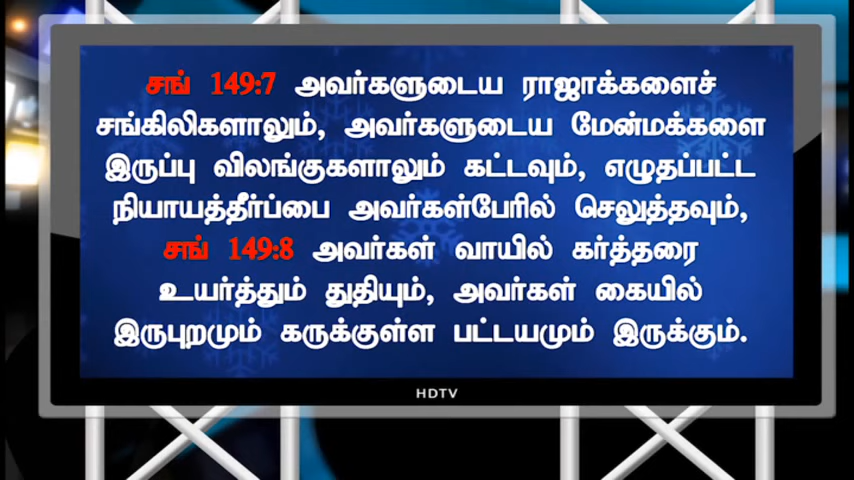 சங் 149:7 அவர்களுடைய ராஜாக்களைச்
சங்கிலிகளாலும், அவர்களுடைய மேன்மக்களை
இருப்பு விலங்குகளாலும் கட்டவும், எழுதப்பட்ட
நியாயத்தீர்ப்பை அவர்கள்பேரில் செலுத்தவும்,
சங் 149:8 அவர்கள் வாயில் கர்த்தரை
உயர்த்தும் துதியும், அவர்கள் கையில்
இருபுறமும் கருக்குள்ள பட்டயமும் இருக்கும்.
HDTV